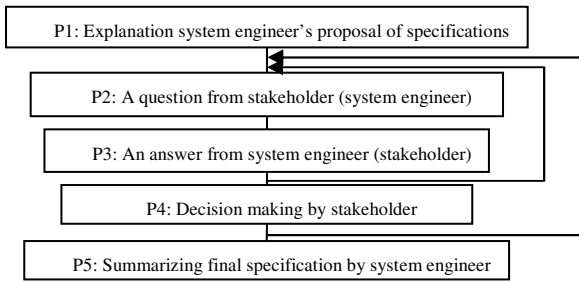 P1: Explanation system engineer’s proposal of specifications
P2: A question from stakeholder (system engineer)
P3: An answer from system engineer (stakeholder)
P4: Decision making by stakeholder
P5: Summarizing final specification by system engineer